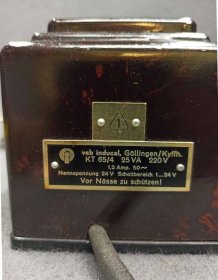 veb inducal, Göllingen/Kyffh.
KT 65/4 25 VA 220 V
1,2 Amp. 50~
Nennspannung 24 V Schaltbereich 1...24 V
Vor Nässe zu schützen!